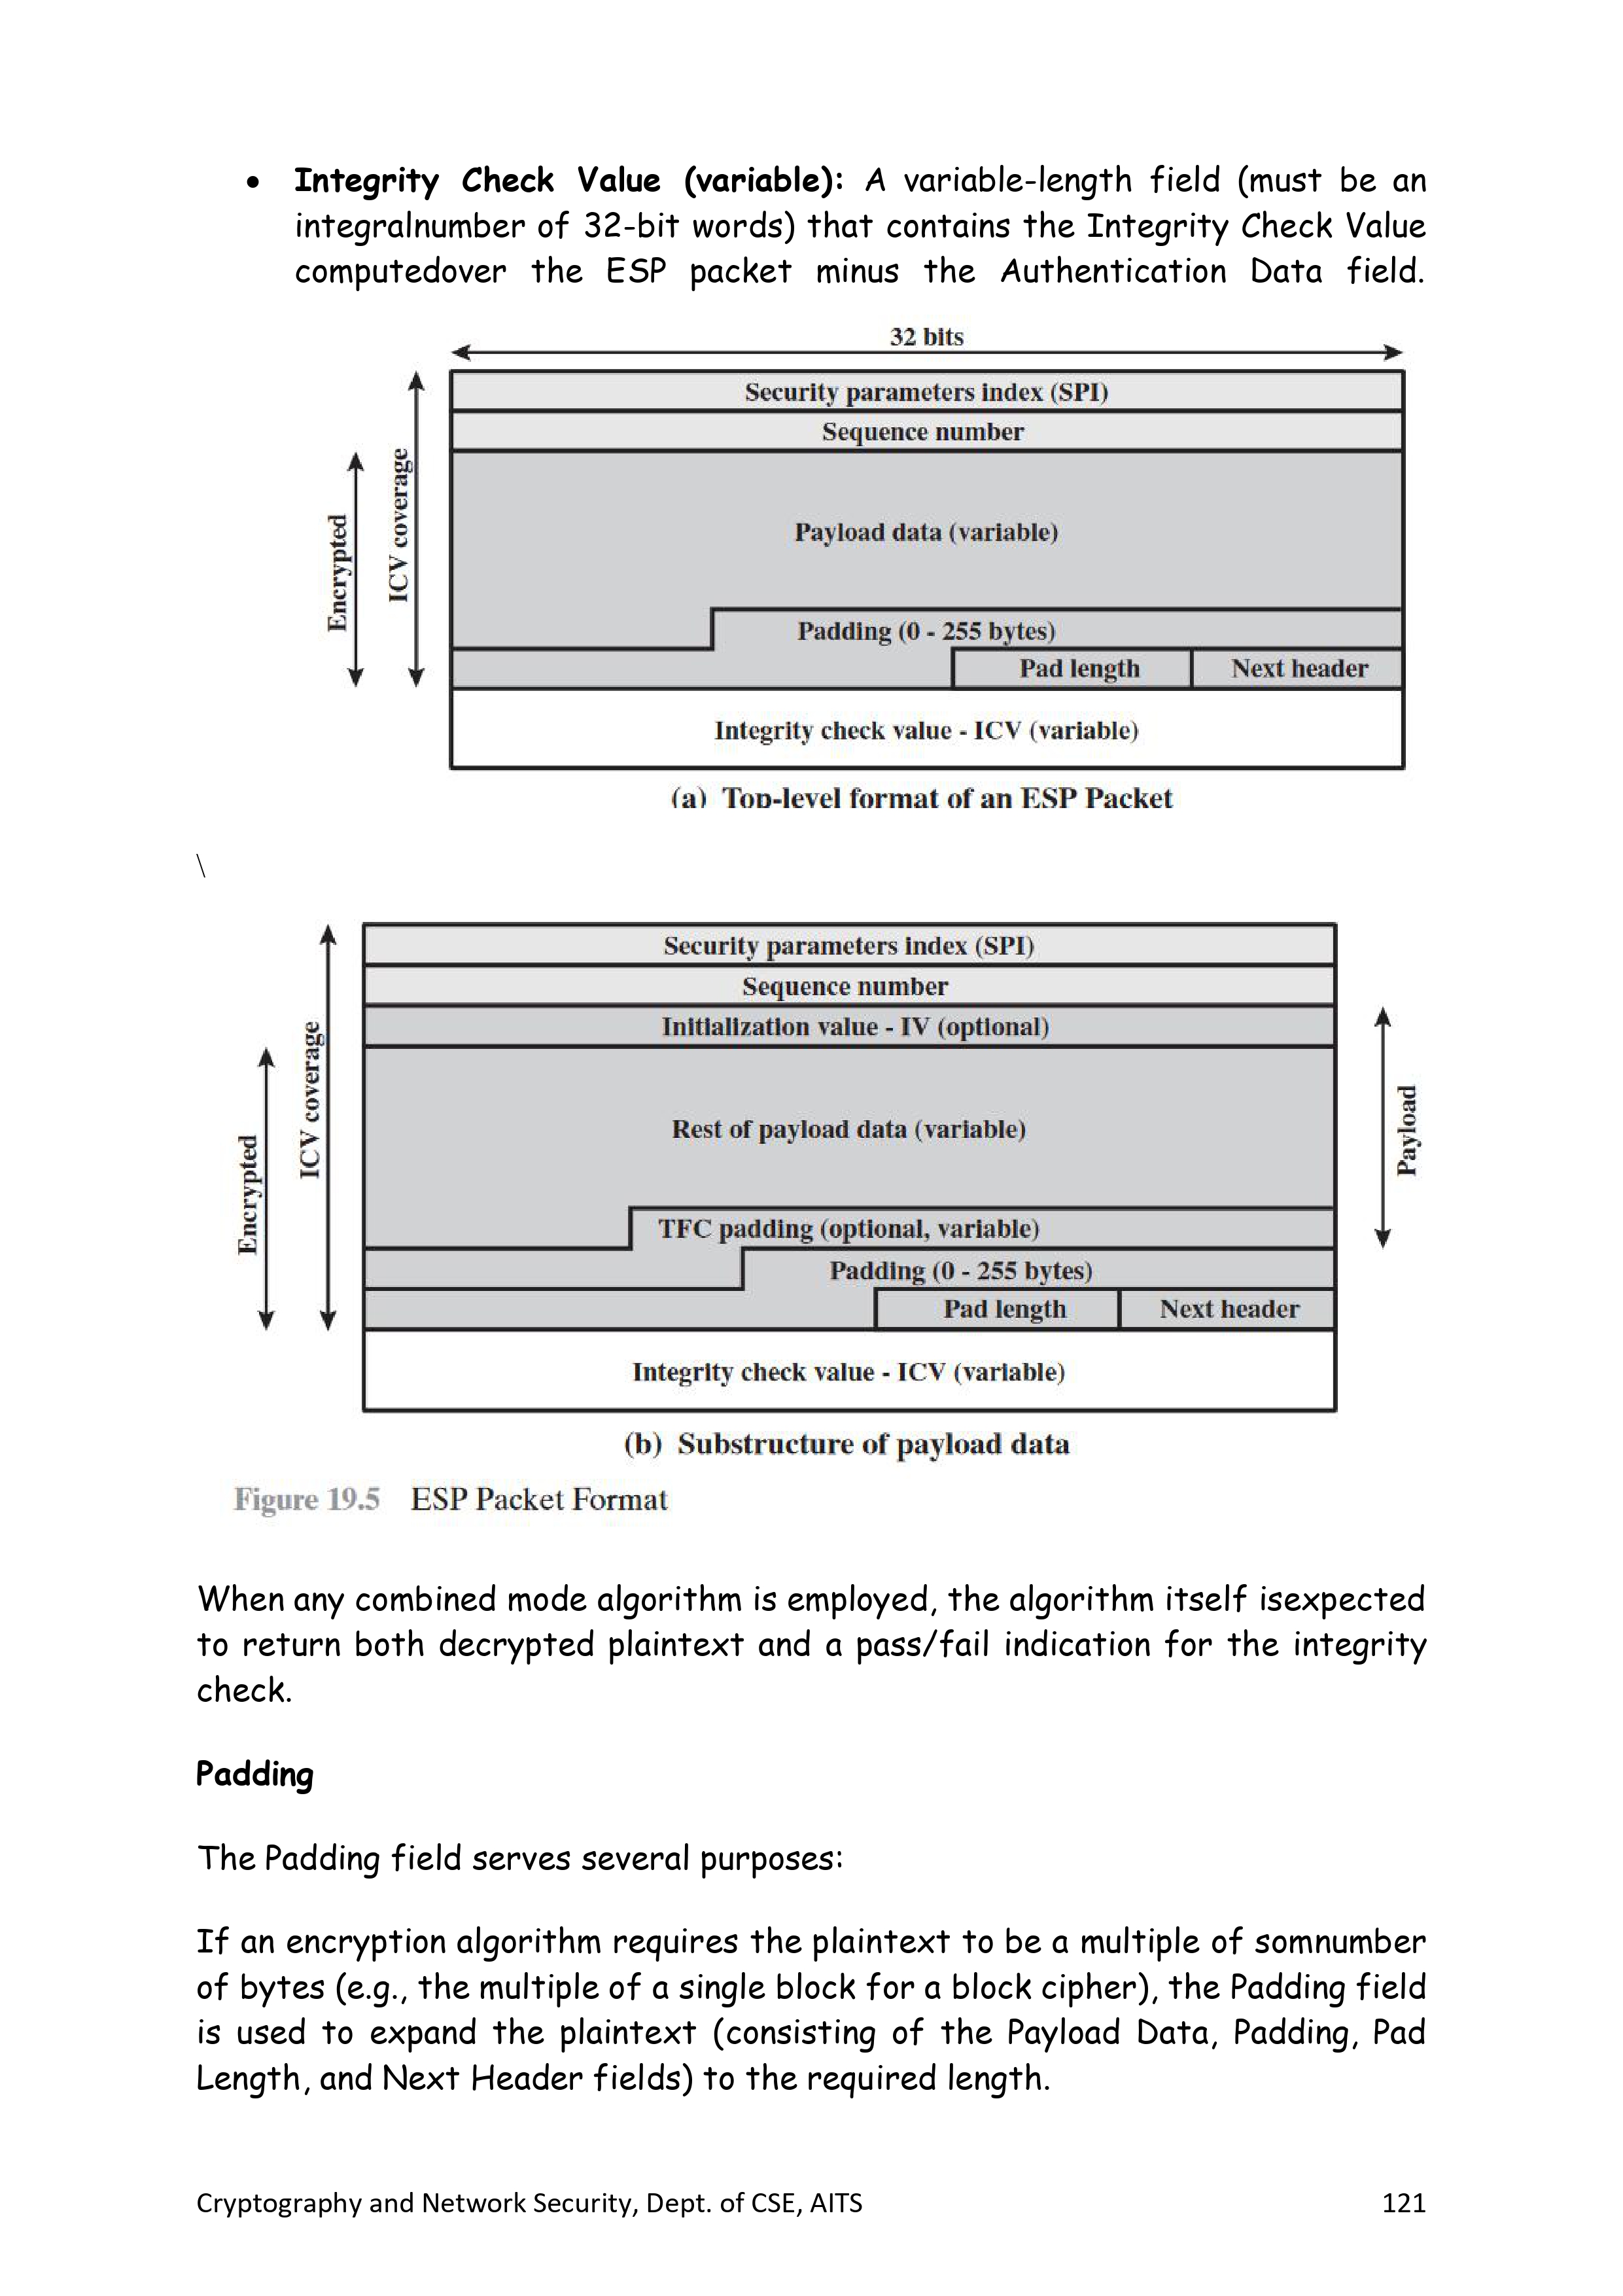 • Integrity Check Value (variable): A variable-length field (must be an
integralnumber of 32-bit words) that contains the Integrity Check Value
computedover the ESP packet minus the Authentication Data field.
32 bits
Security parameters index (SPI)
Sequence number
Encrypted
ICV coverage
Payload data (variable)
Padding (0 - 255 bytes)
Pad length
Next header
Integrity check value - ICV (variable)
(a) Top-level format of an ESP Packet
\
Security parameters index (SPI)
Sequence number
Initialization value - IV (optional)
Encrypted
ICV coverage
Rest of payload data (variable)
Payload
TFC padding (optional, variable)
Padding (0 - 255 bytes)
Pad length
Next header
Integrity check value - ICV (variable)
(b) Substructure of payload data
Figure 19.5 ESP Packet Format
When any combined mode algorithm is employed, the algorithm itself isexpected
to return both decrypted plaintext and a pass/fail indication for the integrity
check.
Padding
The Padding field serves several purposes:
If an encryption algorithm requires the plaintext to be a multiple of somnumber
of bytes (e.g., the multiple of a single block for a block cipher), the Padding field
is used to expand the plaintext (consisting of the Payload Data, Padding, Pad
Length, and Next Header fields) to the required length.
Cryptography and Network Security, Dept. of CSE, AITS 121